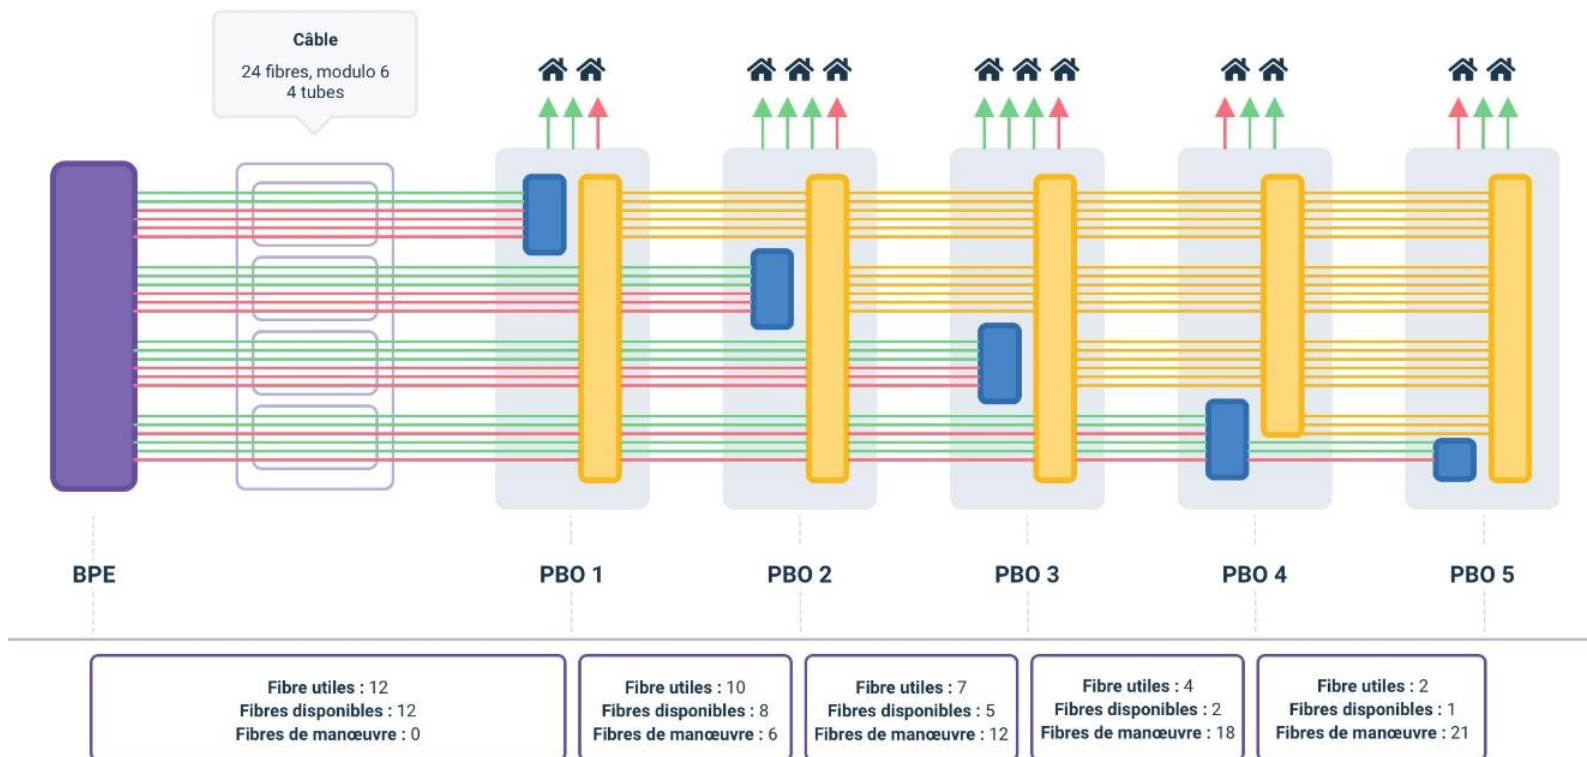 Câble
24 fibres, modulo 6
4 tubes
BPE
PBO 1
PBO 2
PBO 3
PBO 4
PBO 5
Fibre utiles : 12
Fibres disponibles : 12
Fibres de manœuvre : 0
Fibre utiles : 10
Fibres disponibles : 8
Fibres de manœuvre : 6
Fibre utiles : 7
Fibres disponibles : 5
Fibres de manœuvre : 12
Fibre utiles : 4
Fibres disponibles : 2
Fibres de manœuvre : 18
Fibre utiles : 2
Fibres disponibles : 1
Fibres de manœuvre : 21